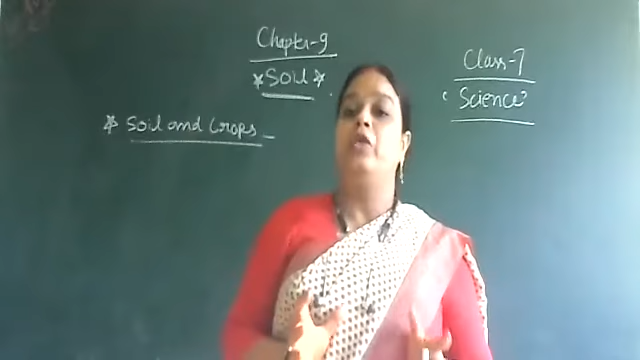 Chapter-9
*Soil*
Class-7
'Science'
* Soil and Crops -